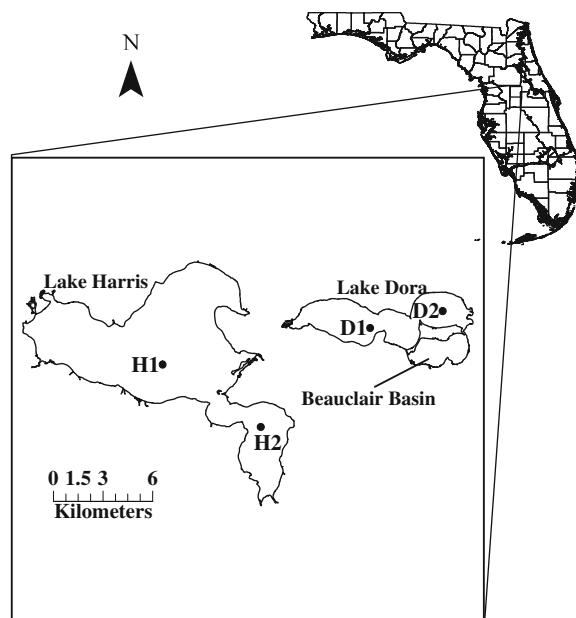 N
Lake Harris
Lake Dora
D2
D1
H1
Beauclair Basin
H2
0 1.5 3 6
Kilometers